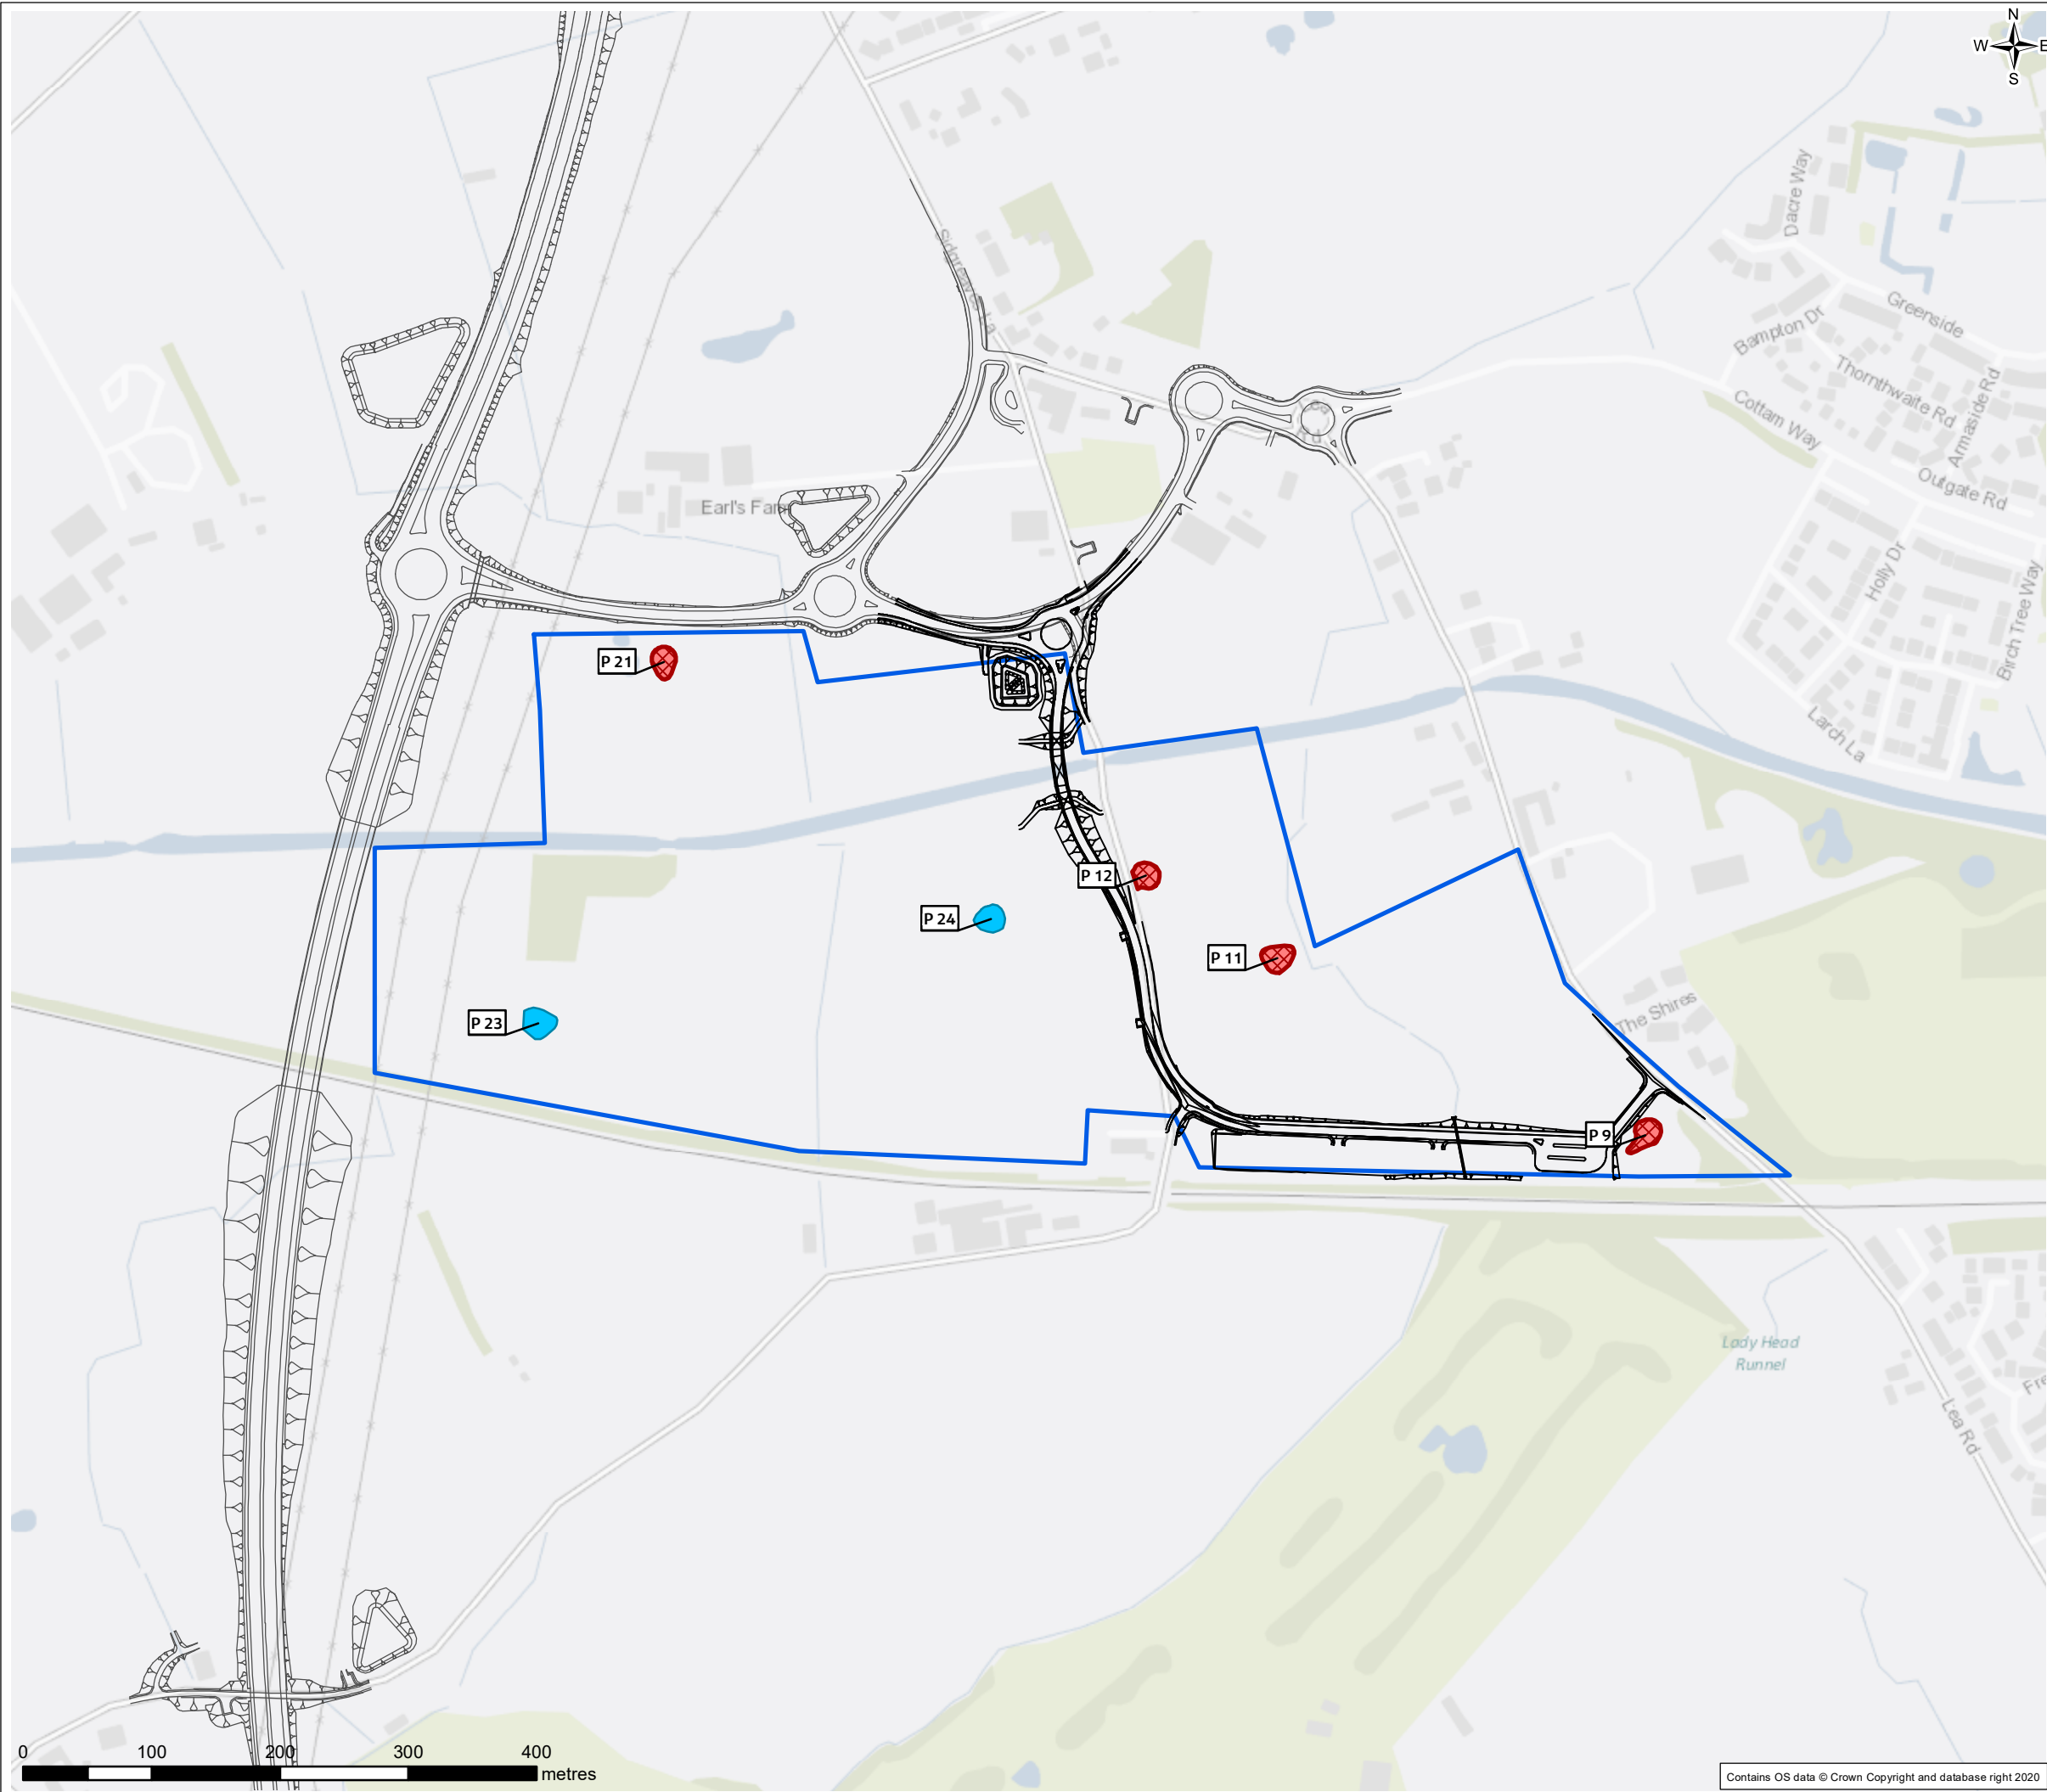 N
W E
S
Dacre Way
Greenside
Bampton Dr
Thornthwaite Rd
Armaside Rd
Cottam Way
Outgate Rd
Holly Dr
Birch Tree Way
Larch La
Rd
Earl's Farm
P 21
P 12
P 24
P 11
P 23
The Shires
P 9
Lady Head
Runnel
Lea Rd
0 100 200 300 400
metres
Contains OS data © Crown Copyright and database right 2020